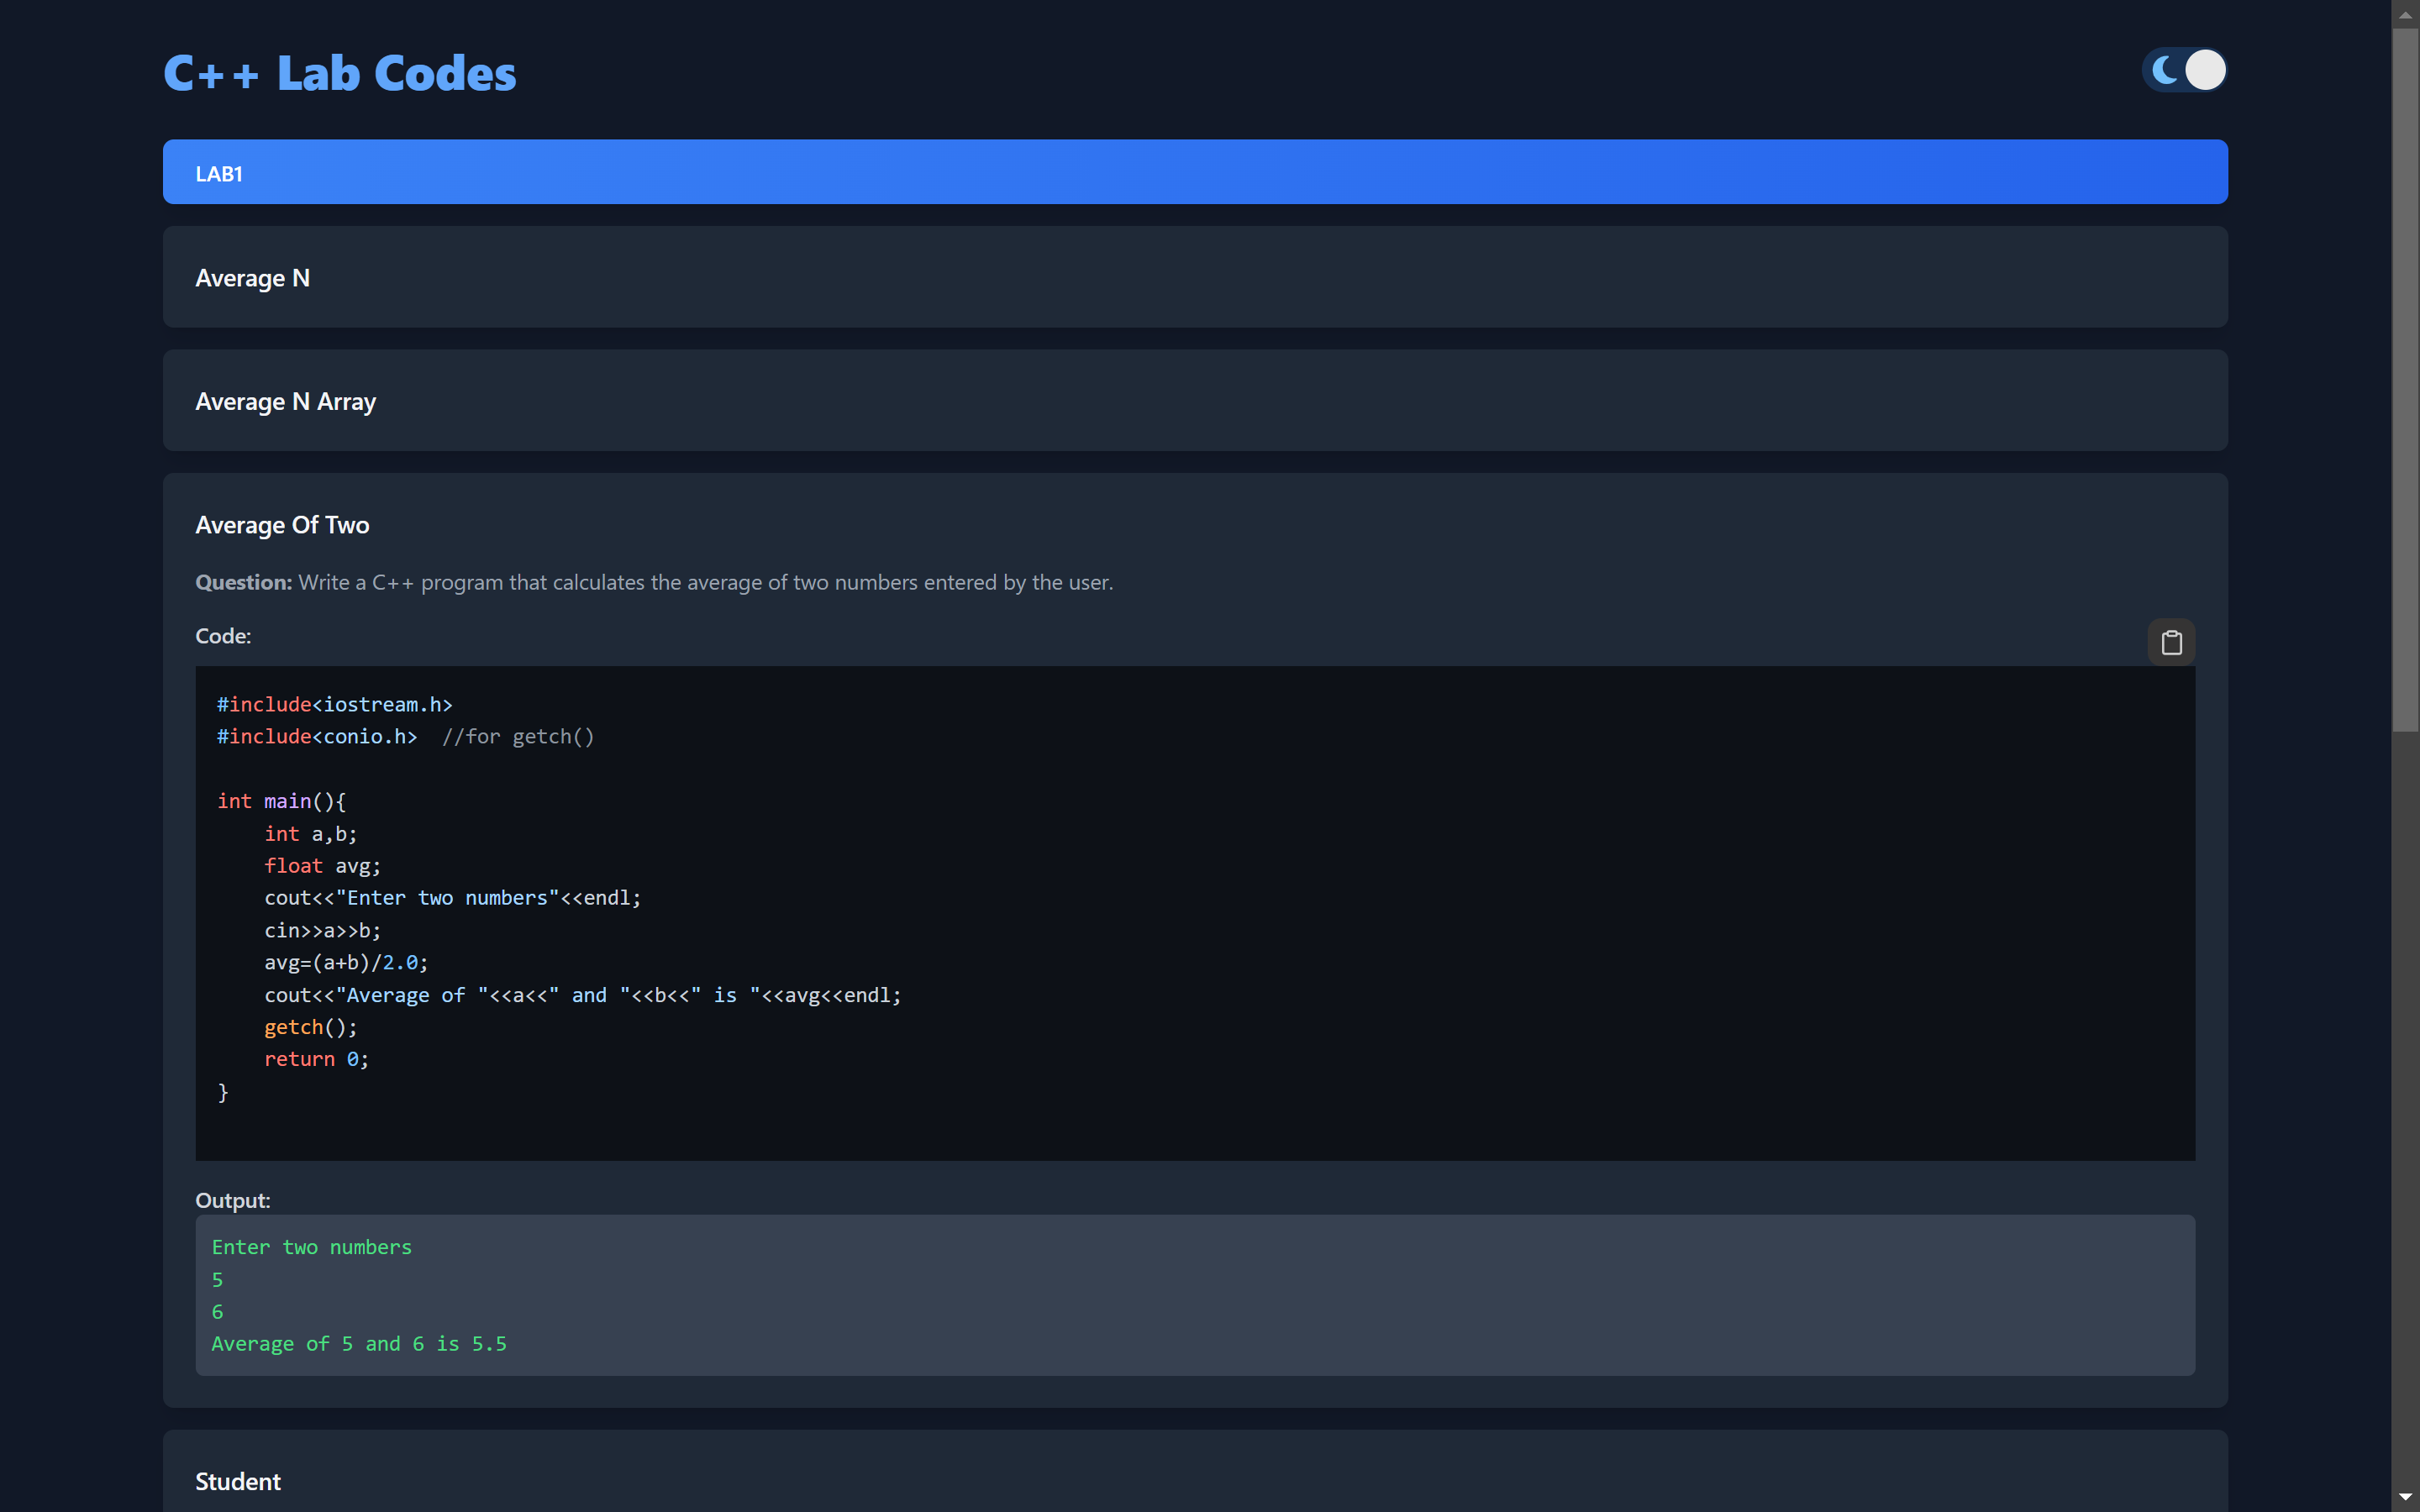 C++ Lab Codes
LAB1
Average N
Average N Array
Average Of Two
Question: Write a C++ program that calculates the average of two numbers entered by the user.
Code:
#include<iostream.h>
#include<conio.h>  //for getch()
int main(){
    int a,b;
    float avg;
    cout<<"Enter two numbers"<<endl;
    cin>>a>>b;
    avg=(a+b)/2.0;
    cout<<"Average of "<<a<<" and "<<b<<" is "<<avg<<endl;
    getch();
    return 0;
}
Output:
Enter two numbers
5
6
Average of 5 and 6 is 5.5
Student